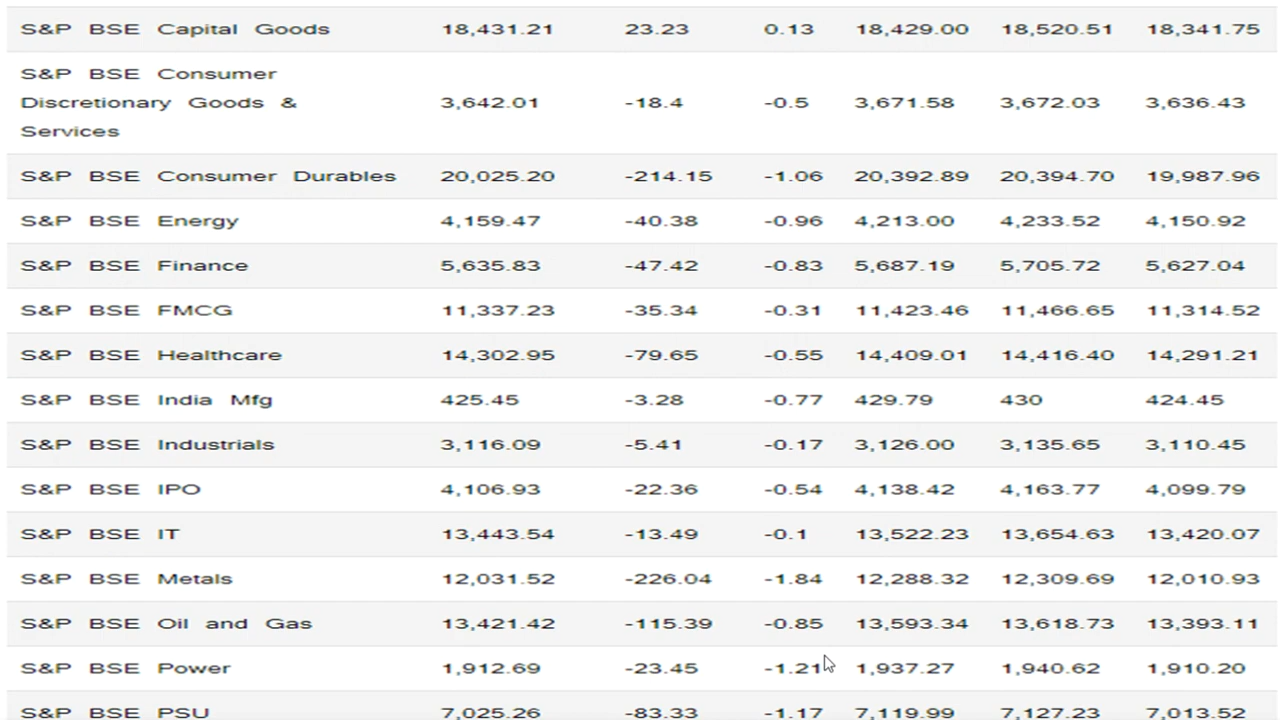 S&P BSE Capital Goods 18,431.21 23.23 0.13 18,429.00 18,520.51 18,341.75
S&P BSE Consumer
Discretionary Goods & 3,642.01 -18.4 -0.5 3,671.58 3,672.03 3,636.43
Services
S&P BSE Consumer Durables 20,025.20 -214.15 -1.06 20,392.89 20,394.70 19,987.96
S&P BSE Energy 4,159.47 -40.38 -0.96 4,213.00 4,233.52 4,150.92
S&P BSE Finance 5,635.83 -47.42 -0.83 5,687.19 5,705.72 5,627.04
S&P BSE FMCG 11,337.23 -35.34 -0.31 11,423.46 11,466.65 11,314.52
S&P BSE Healthcare 14,302.95 -79.65 -0.55 14,409.01 14,416.40 14,291.21
S&P BSE India Mfg 425.45 -3.28 -0.77 429.79 430 424.45
S&P BSE Industrials 3,116.09 -5.41 -0.17 3,126.00 3,135.65 3,110.45
S&P BSE IPO 4,106.93 -22.36 -0.54 4,138.42 4,163.77 4,099.79
S&P BSE IT 13,443.54 -13.49 -0.1 13,522.23 13,654.63 13,420.07
S&P BSE Metals 12,031.52 -226.04 -1.84 12,288.32 12,309.69 12,010.93
S&P BSE Oil and Gas 13,421.42 -115.39 -0.85 13,593.34 13,618.73 13,393.11
S&P BSE Power 1,912.69 -23.45 -1.21 1,937.27 1,940.62 1,910.20
S&P BSE PSU 7,025.26 -83.33 -1.17 7,119.99 7,127.23 7,013.52